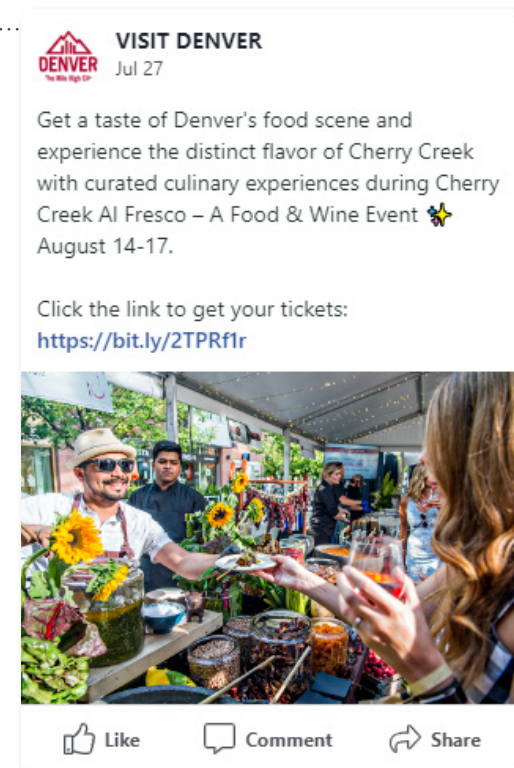 VISIT DENVER
DENVER
The Mile High City
Jul 27
Get a taste of Denver's food scene and
experience the distinct flavor of Cherry Creek
with curated culinary experiences during Cherry
Creek Al Fresco – A Food & Wine Event ✨
August 14-17.
Click the link to get your tickets:
https://bit.ly/2TPRf1r
Like
Comment
Share